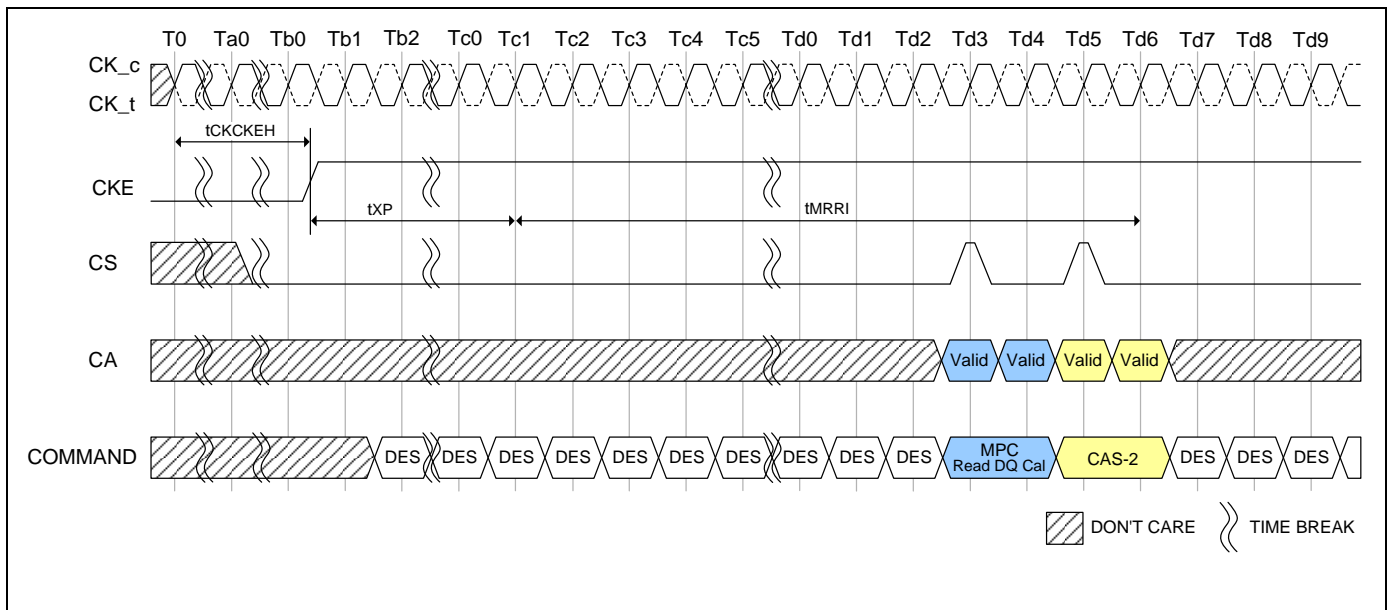 T0 Ta0 Tb0 Tb1 Tb2 Tc0 Tc1 Tc2 Tc3 Tc4 Tc5 Td0 Td1 Td2 Td3 Td4 Td5 Td6 Td7 Td8 Td9
CK_c
CK_t
tCKCKEH
CKE
tXP tMRRI
CS
CA Valid Valid Valid Valid
COMMAND DES DES DES DES DES DES DES DES DES DES MPC Read DQ Cal CAS-2 DES DES DES
DON'T CARE TIME BREAK